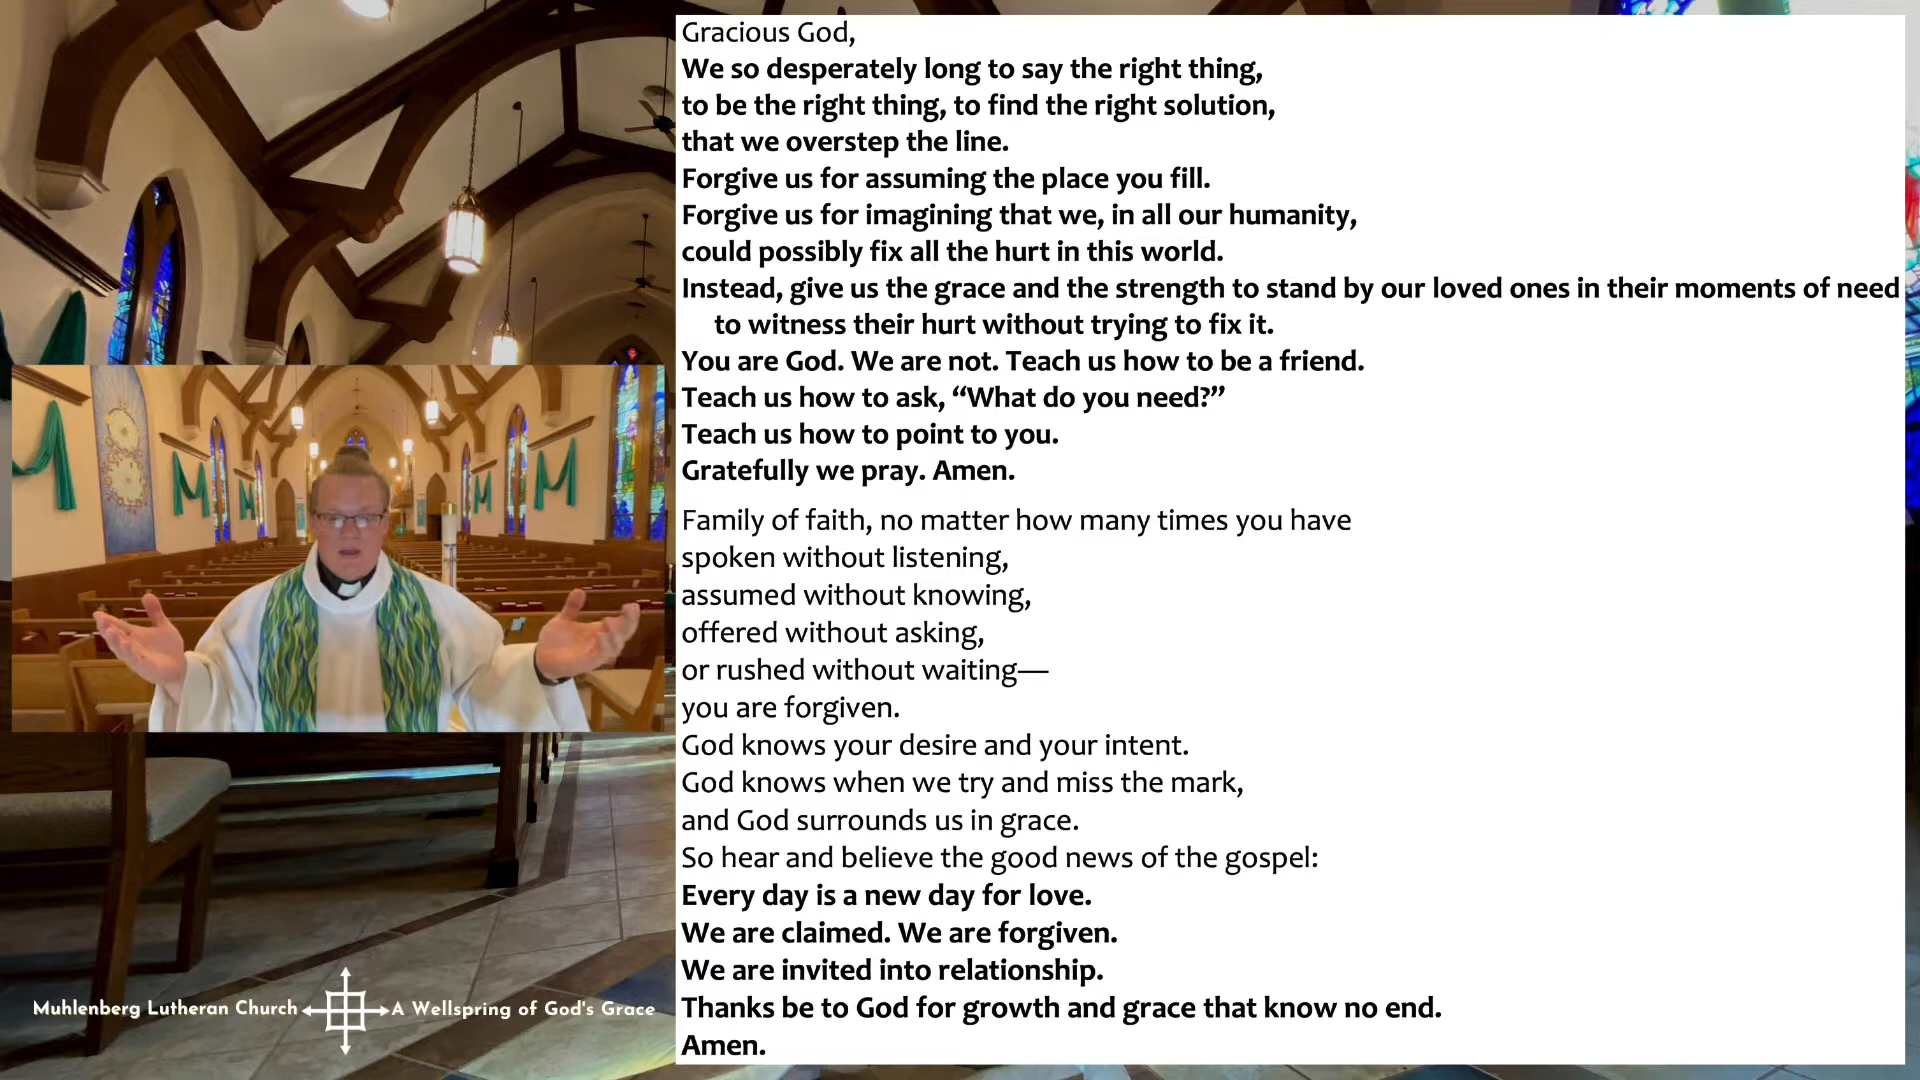 Gracious God,
We so desperately long to say the right thing,
to be the right thing, to find the right solution,
that we overstep the line.
Forgive us for assuming the place you fill.
Forgive us for imagining that we, in all our humanity,
could possibly fix all the hurt in this world.
Instead, give us the grace and the strength to stand by our loved ones in their moments of need
to witness their hurt without trying to fix it.
You are God. We are not. Teach us how to be a friend.
Teach us how to ask, “What do you need?”
Teach us how to point to you.
Gratefully we pray. Amen.
Family of faith, no matter how many times you have
spoken without listening,
assumed without knowing,
offered without asking,
or rushed without waiting—
you are forgiven.
God knows your desire and your intent.
God knows when we try and miss the mark,
and God surrounds us in grace.
So hear and believe the good news of the gospel:
Every day is a new day for love.
We are claimed. We are forgiven.
We are invited into relationship.
Thanks be to God for growth and grace that know no end.
Amen.
Muhlenberg Lutheran Church A Wellspring of God's Grace